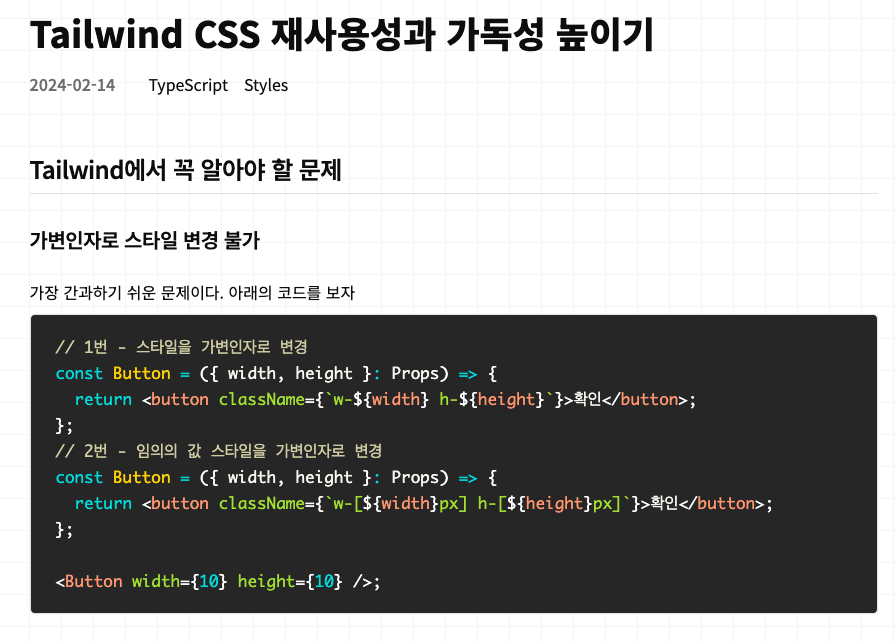 Tailwind CSS 재사용성과 가독성 높이기
2024-02-14 TypeScript Styles
Tailwind에서 꼭 알아야 할 문제
가변인자로 스타일 변경 불가
가장 간과하기 쉬운 문제이다. 아래의 코드를 보자
// 1번 - 스타일을 가변인자로 변경
const Button = ({ width, height }: Props) => {
  return <button className={`w-${width} h-${height}`}>확인</button>;
};
// 2번 - 임의의 값 스타일을 가변인자로 변경
const Button = ({ width, height }: Props) => {
  return <button className={`w-[${width}px] h-[${height}px]`}>확인</button>;
};
<Button width={10} height={10} />;